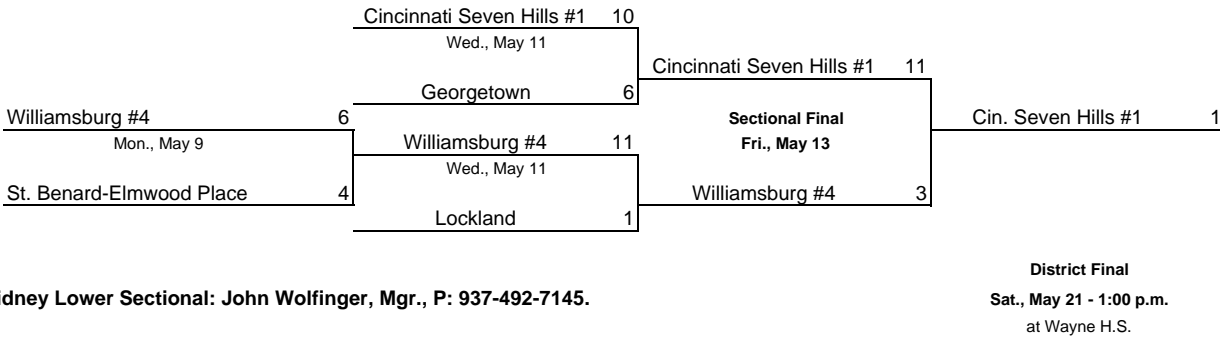 Cincinnati Seven Hills #1 10
Wed., May 11
Cincinnati Seven Hills #1 11
Georgetown 6
Williamsburg #4 6
Sectional Final
Cin. Seven Hills #1 1
Mon., May 9
Williamsburg #4 11
Fri., May 13
Wed., May 11
St. Benard-Elmwood Place 4
Williamsburg #4 3
Lockland 1
District Final
idney Lower Sectional: John Wolfinger, Mgr., P: 937-492-7145.
Sat., May 21 - 1:00 p.m.
at Wayne H.S.